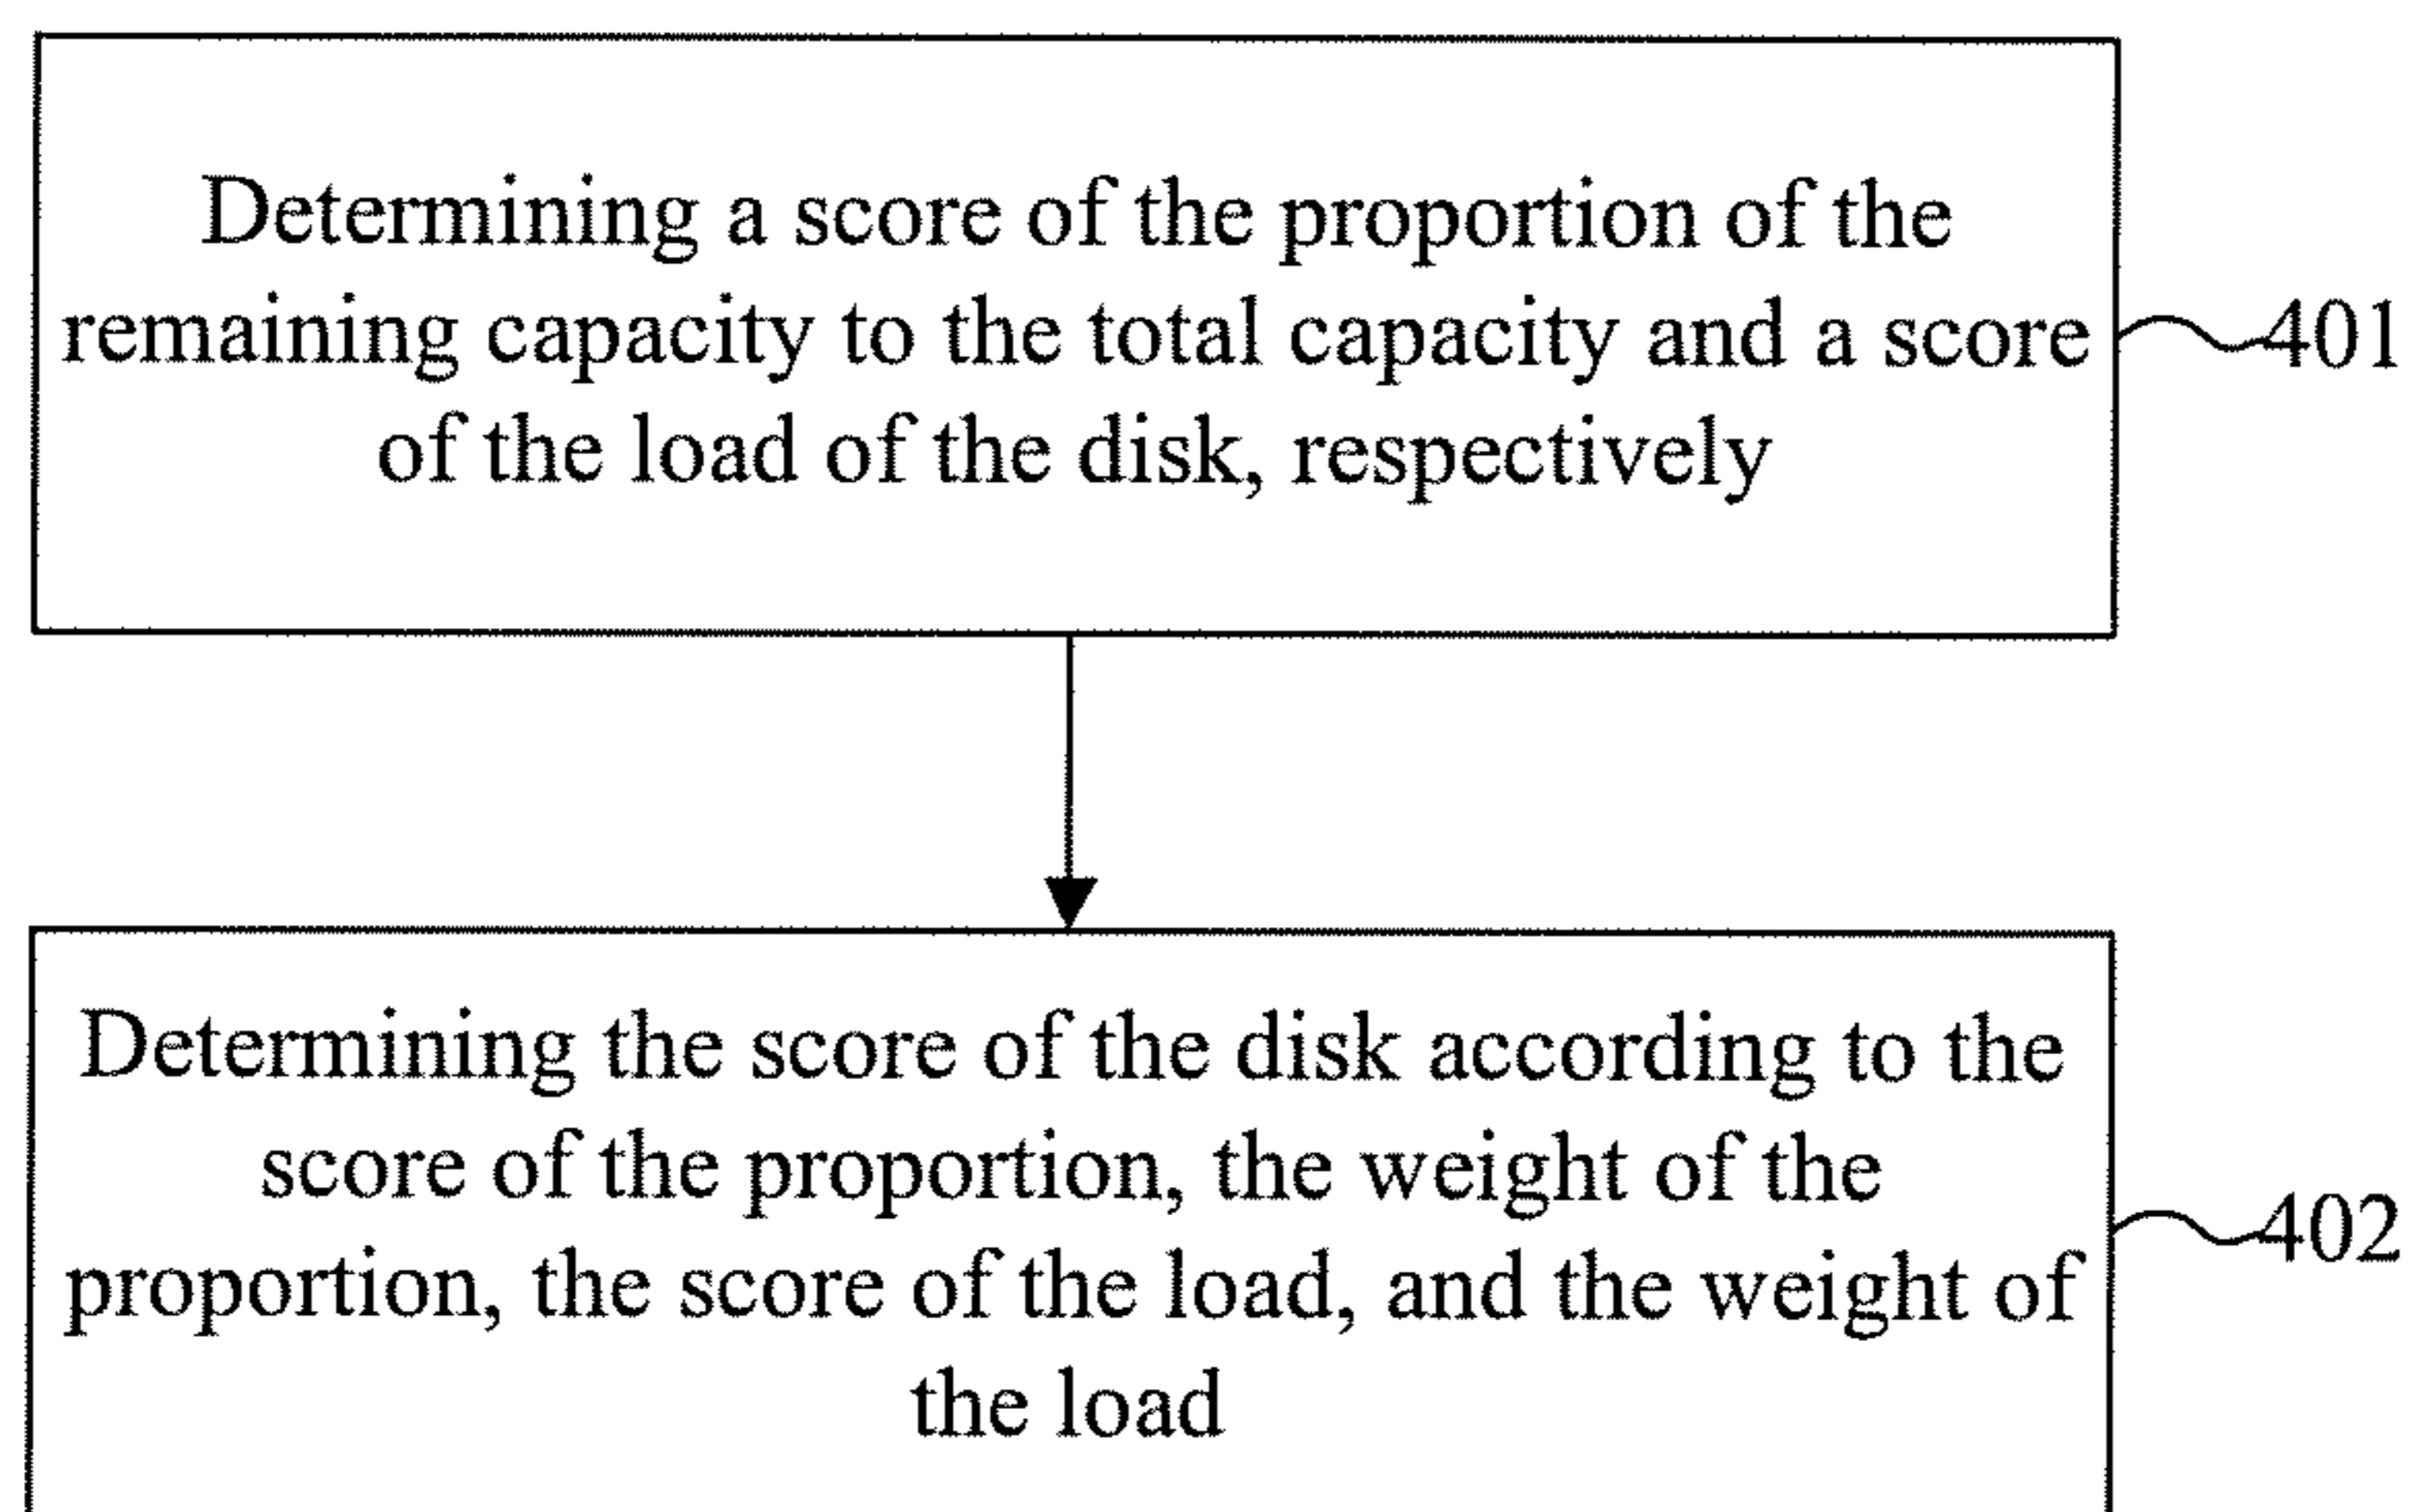 Determining a score of the proportion of the
remaining capacity to the total capacity and a score
of the load of the disk, respectively
401
Determining the score of the disk according to the
score of the proportion, the weight of the
proportion, the score of the load, and the weight of
the load
402